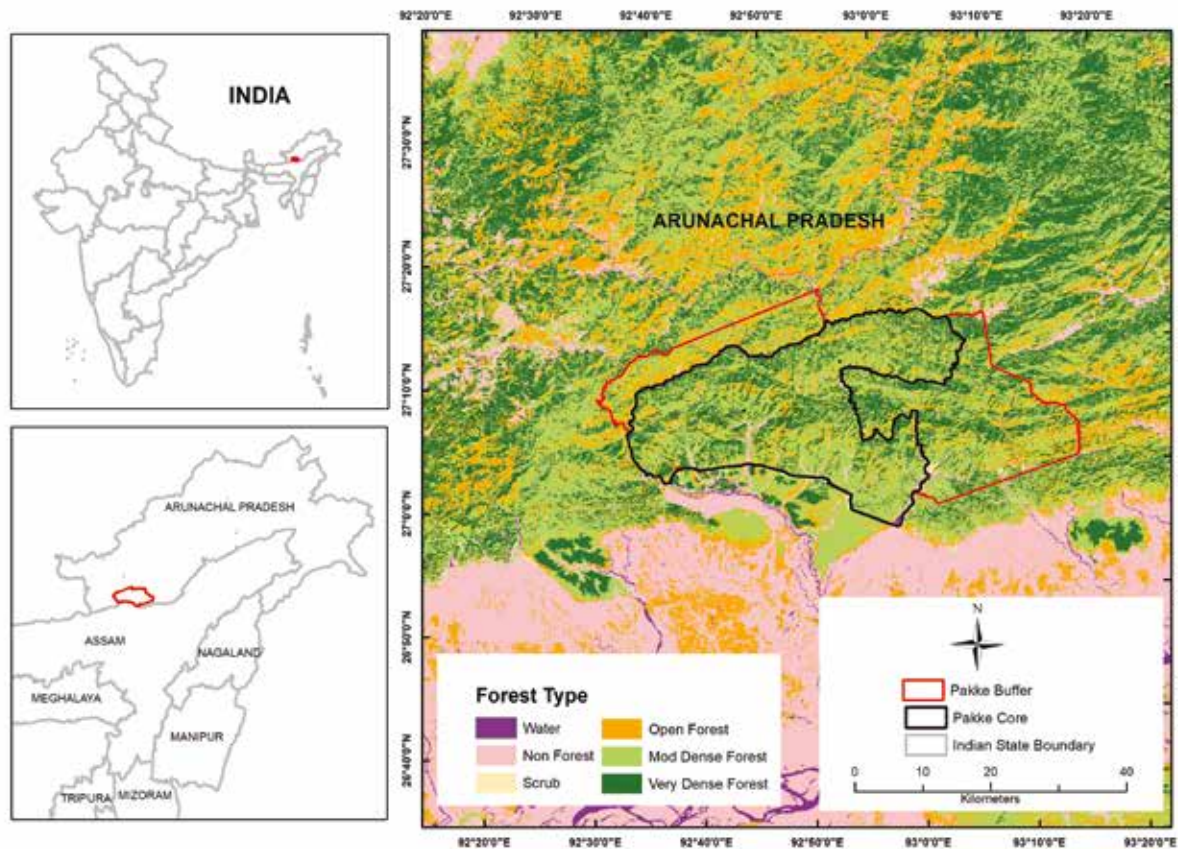 92°20'0"E 92°30'0"E 92°40'0"E 92°50'0"E 93°0'0"E 93°10'0"E 93°20'0"E
INDIA
ARUNACHAL PRADESH
27°30'0"N
27°20'0"N
27°10'0"N
27°0'0"N
26°50'0"N
26°40'0"N
ARUNACHAL PRADESH
ASSAM
NAGALAND
MEGHALAYA
MANIPUR
TRIPURA
MIZORAM
Forest Type
Water
Non Forest
Scrub
Open Forest
Mod Dense Forest
Very Dense Forest
N
Pakke Buffer
Pakke Core
Indian State Boundary
0 10 20 40
Kilometers
92°20'0"E 92°30'0"E 92°40'0"E 92°50'0"E 93°0'0"E 93°10'0"E 93°20'0"E